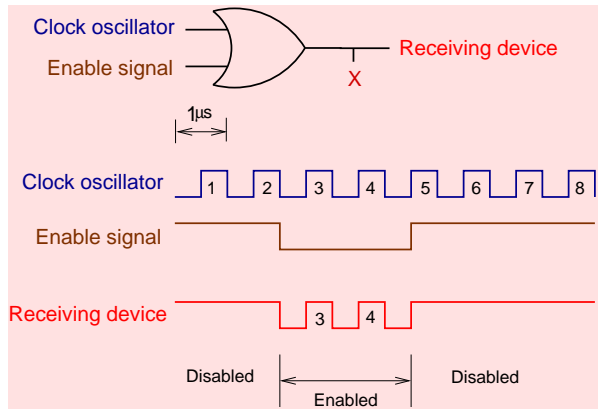 Clock oscillator
Enable signal
Receiving device
X
1µs
Clock oscillator
1 2 3 4 5 6 7 8
Enable signal
Receiving device
3 4
Disabled
Enabled
Disabled